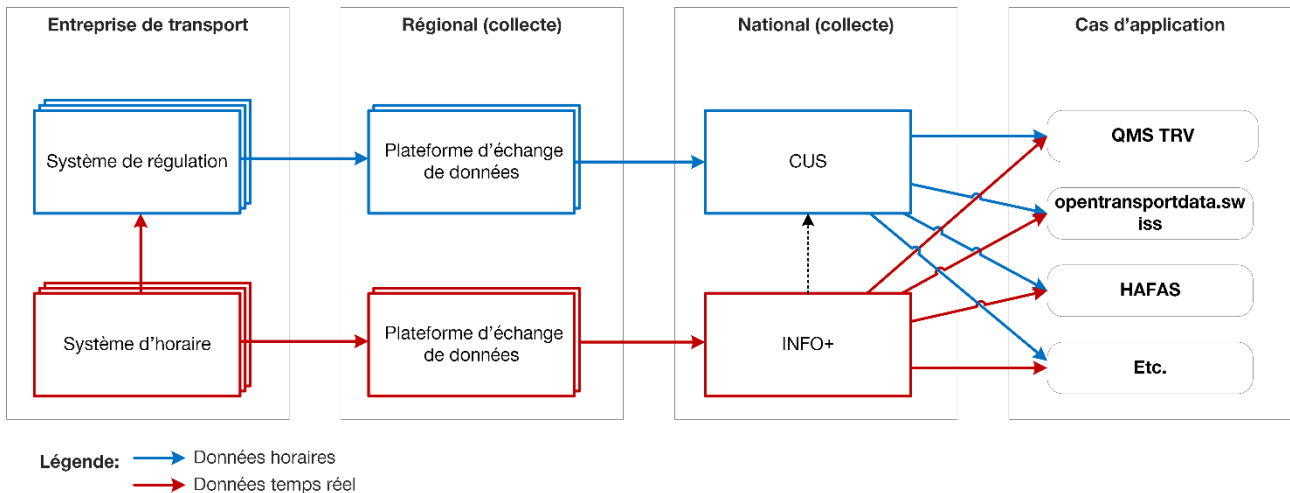 Entreprise de transport
Régional (collecte)
National (collecte)
Cas d'application
Système de régulation
Plateforme d'échange
de données
CUS
QMS TRV
opentransportdata.sw
iss
HAFAS
Système d'horaire
Plateforme d'échange
de données
INFO+
Etc.
Légende:
Données horaires
Données temps réel